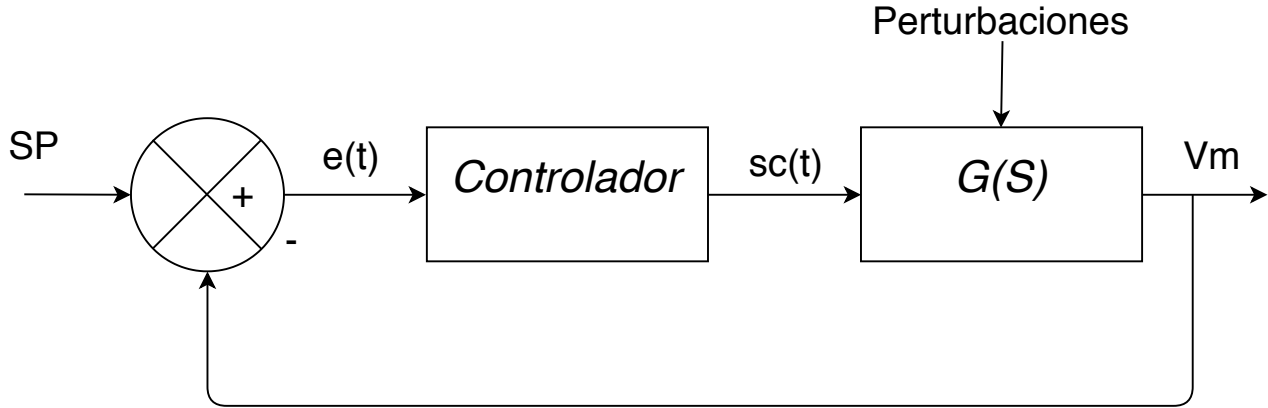 Perturbaciones
SP
e(t)
Controlador
sc(t)
G(S)
Vm
+
-